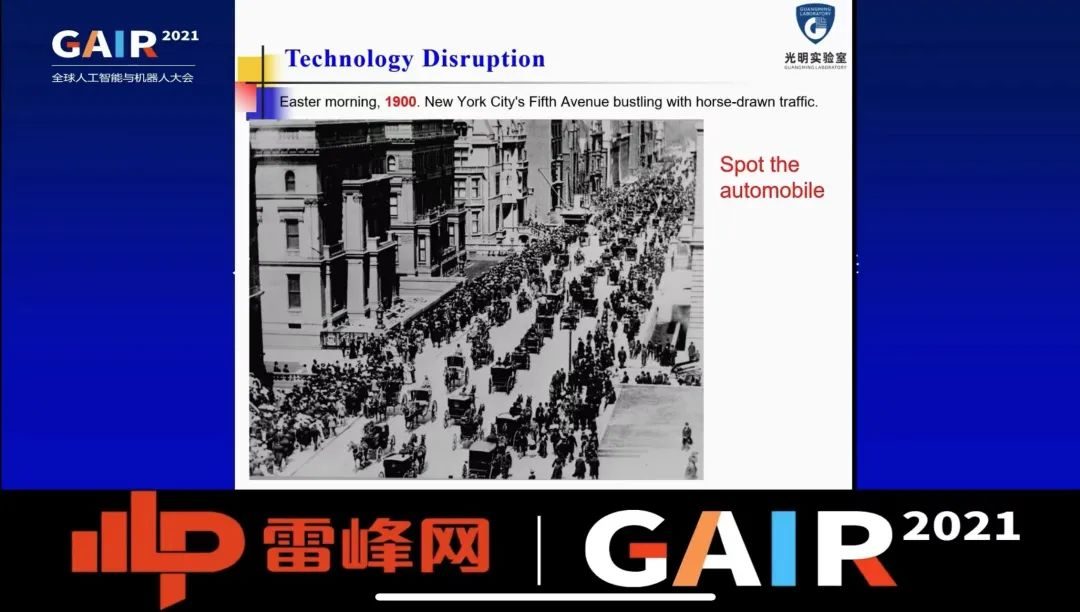 GAIR 2021
全球人工智能与机器人大会
GUANGMING
LABORATORY
光明实验室
GUANGMING LABORATORY
Technology Disruption
Easter morning, 1900. New York City's Fifth Avenue bustling with horse-drawn traffic.
Spot the
automobile
雷峰网
GAIR 2021